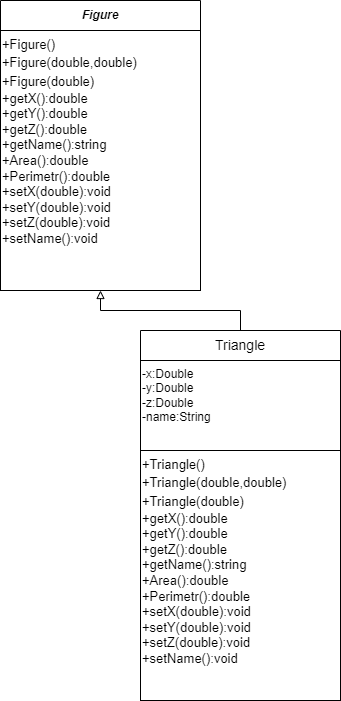 Figure
+Figure()
+Figure(double,double)
+Figure(double)
+getX():double
+getY():double
+getZ():double
+getName():string
+Area():double
+Perimetr():double
+setX(double):void
+setY(double):void
+setZ(double):void
+setName():void
Triangle
-x:Double
-y:Double
-z:Double
-name:String
+Triangle()
+Triangle(double,double)
+Triangle(double)
+getX():double
+getY():double
+getZ():double
+getName():string
+Area():double
+Perimetr():double
+setX(double):void
+setY(double):void
+setZ(double):void
+setName():void